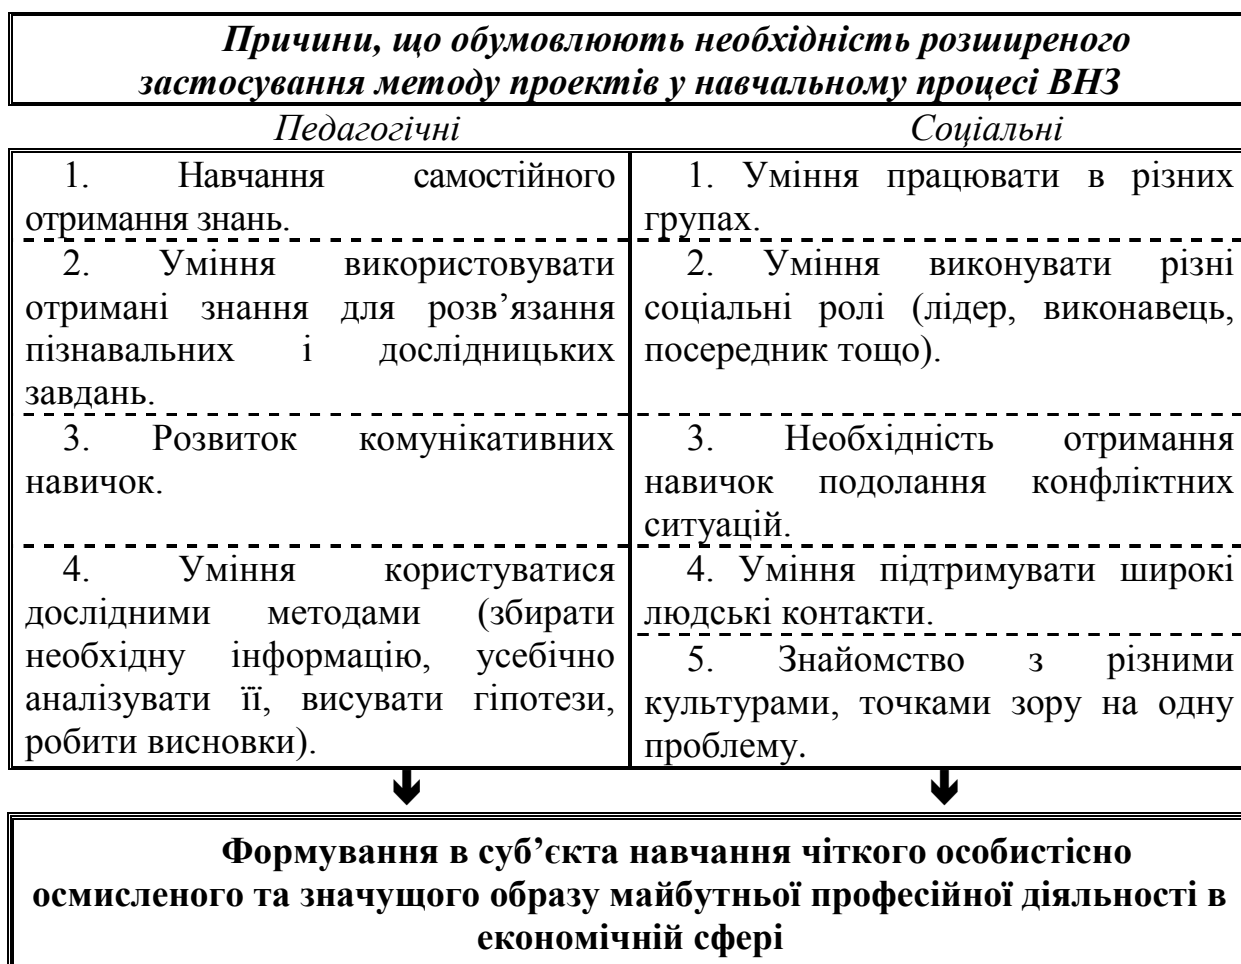 Причини, що обумовлюють необхідність розширеного
застосування методу проектів у навчальному процесі ВНЗ
Педагогічні
Соціальні
1. Навчання самостійного
отримання знань.
2. Уміння використовувати
отримані знання для розв’язання
пізнавальних і дослідницьких
завдань.
3. Розвиток комунікативних
навичок.
4. Уміння користуватися
дослідними методами (збирати
необхідну інформацію, усебічно
аналізувати її, висувати гіпотези,
робити висновки).
1. Уміння працювати в різних
групах.
2. Уміння виконувати різні
соціальні ролі (лідер, виконавець,
посередник тощо).
3. Необхідність отримання
навичок подолання конфліктних
ситуацій.
4. Уміння підтримувати широкі
людські контакти.
5. Знайомство з різними
культурами, точками зору на одну
проблему.
Формування в суб’єкта навчання чіткого особистісно
осмисленого та значущого образу майбутньої професійної діяльності в
економічній сфері